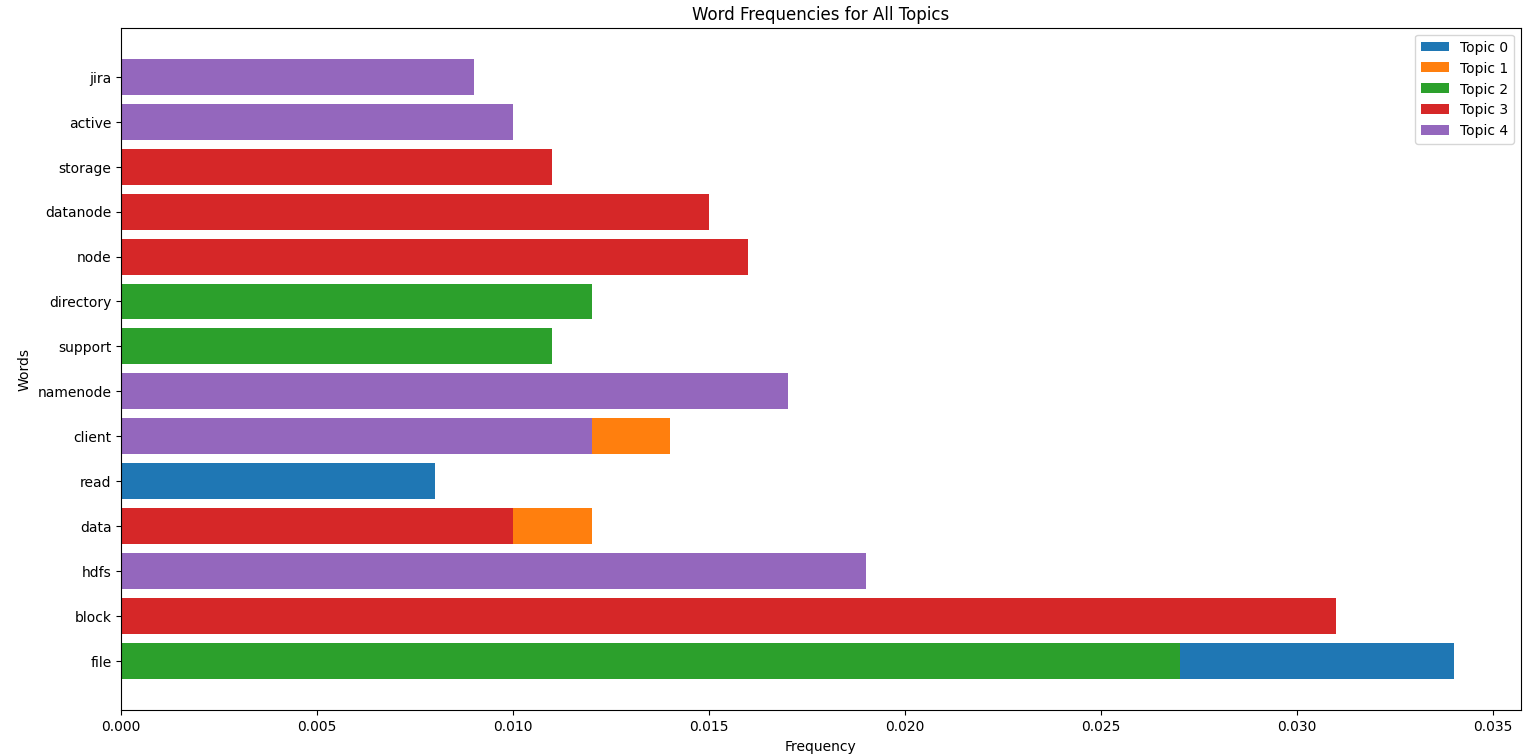 Word Frequencies for All Topics
Topic 0
Topic 1
Topic 2
Topic 3
Topic 4
Words
jira
active
storage
datanode
node
directory
support
namenode
client
read
data
hdfs
block
file
0.000 0.005 0.010 0.015 0.020 0.025 0.030 0.035
Frequency